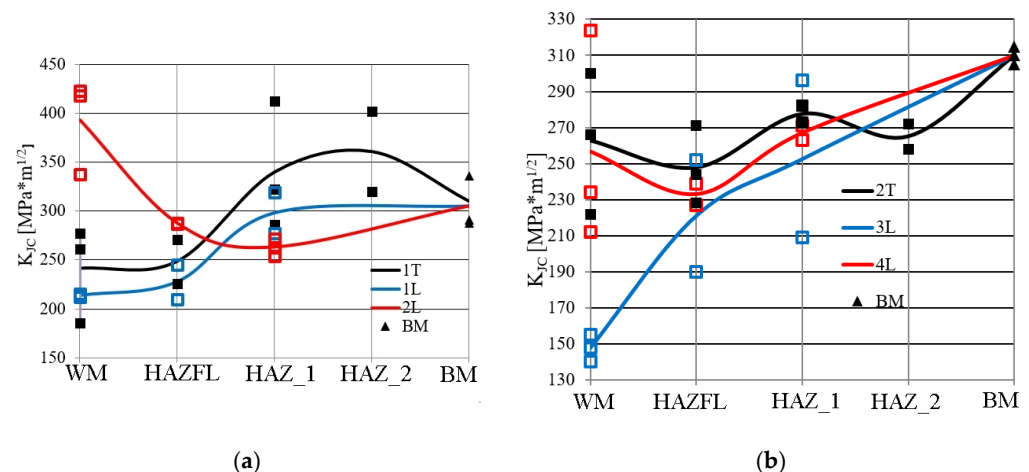 450
400
350
300
250
200
150
K_JC [MPa*m^1/2]
1T
1L
2L
BM
WM HAZFL HAZ_1 HAZ_2 BM
(a)
330
310
290
270
250
230
210
190
170
150
130
K_JC [MPa*m^1/2]
2T
3L
4L
BM
WM HAZFL HAZ_1 HAZ_2 BM
(b)